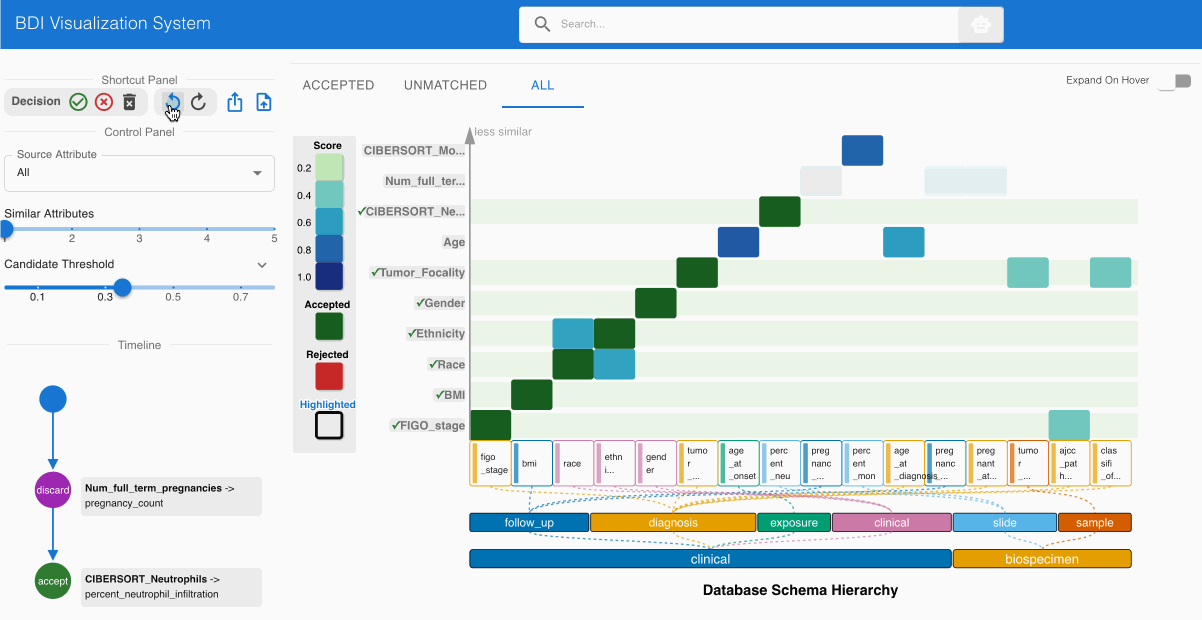 BDI Visualization System
Search...
Shortcut Panel
Decision
Control Panel
Source Attribute
All
Similar Attributes
1 2 3 4 5
Candidate Threshold
0.1 0.3 0.5 0.7
Timeline
discard
Num_full_term_pregnancies ->
pregnancy_count
accept
CIBERSORT_Neutrophils ->
percent_neutrophil_infiltration
ACCEPTED UNMATCHED ALL
Expand On Hover
Score
0.2
0.4
0.6
0.8
1.0
Accepted
Rejected
Highlighted
less similar
CIBERSORT_Mo...
Num_full_ter...
✓CIBERSORT_Ne...
Age
✓Tumor_Focality
✓Gender
✓Ethnicity
✓Race
✓BMI
✓FIGO_stage
figo
_stage
bmi
race
ethn
i...
gend
er
tumo
r
_...
age
_at
_onset
perc
ent
_neu
preg
nanc
_...
perc
ent
_mon
age
_at
_diagnosis
preg
nanc
_...
preg
nant
_at...
tumo
r
_...
ajcc
_pat
h...
clas
sifi
_of...
follow_up diagnosis exposure clinical slide sample
clinical biospecimen
Database Schema Hierarchy